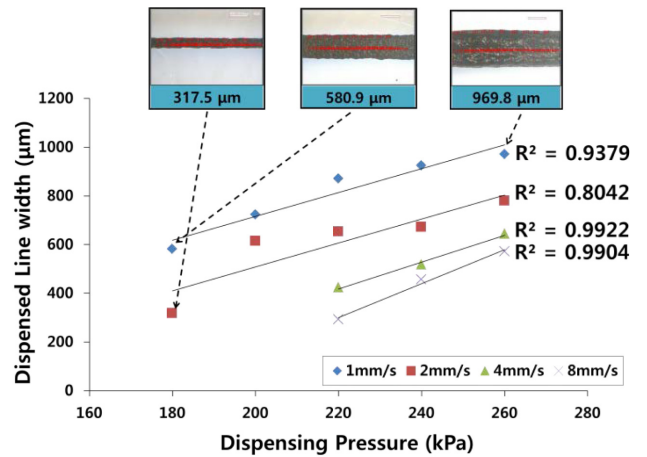 317.5 μm
580.9 μm
969.8 μm
1200
1000
800
600
400
200
0
Dispensed Line width (μm)
R² = 0.9379
R² = 0.8042
R² = 0.9922
R² = 0.9904
1mm/s
2mm/s
4mm/s
8mm/s
160
180
200
220
240
260
280
Dispensing Pressure (kPa)